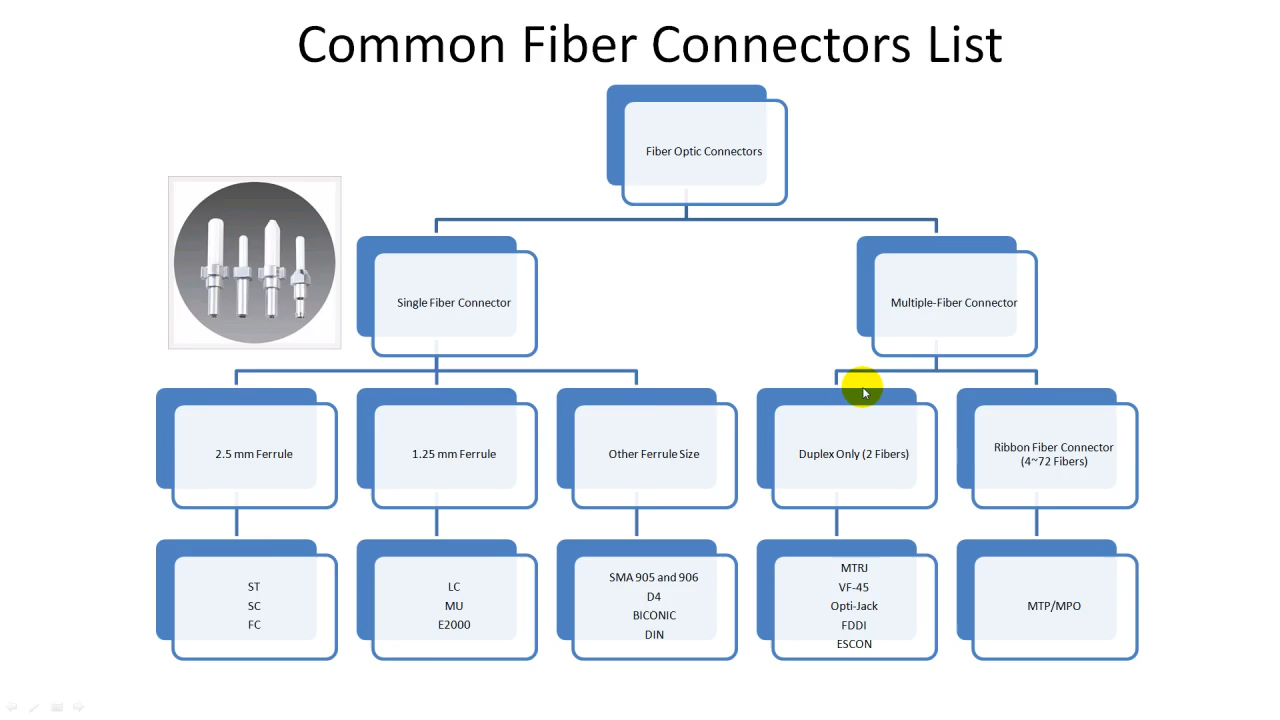 Common Fiber Connectors List
Fiber Optic Connectors
Single Fiber Connector
Multiple-Fiber Connector
2.5 mm Ferrule
1.25 mm Ferrule
Other Ferrule Size
Duplex Only (2 Fibers)
Ribbon Fiber Connector
(4~72 Fibers)
ST
SC
FC
LC
MU
E2000
SMA 905 and 906
D4
BICONIC
DIN
MTRJ
VF-45
Opti-Jack
FDDI
ESCON
MTP/MPO